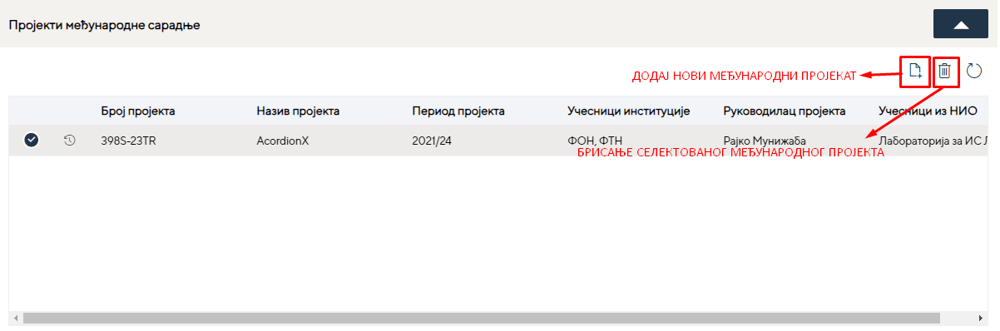 Пројекти међународне сарадње
ДОДАЈ НОВИ МЕЂУНАРОДНИ ПРОЈЕКАТ
Број пројекта Назив пројекта Период пројекта Учесници институције Руководилац пројекта Учесници из НИО
398S-23TR AcordionX 2021/24 ФОН, ФТН Рајко Мунижаба Лабораторија за ИС Л
БРИСАЊЕ СЕЛЕКТОВАНОГ МЕЂУНАРОДНОГ ПРОЈЕКТА